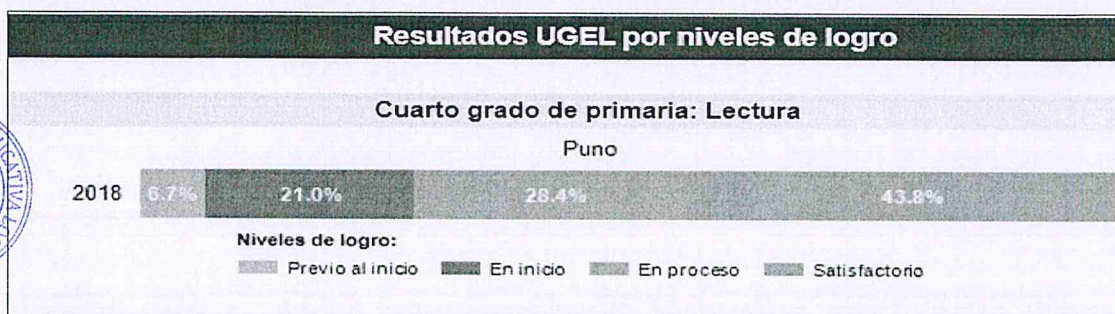 Resultados UGEL por niveles de logro
Cuarto grado de primaria: Lectura
Puno
2018 6.7% 21.0% 28.4% 43.8%
Niveles de logro:
Previo al inicio En inicio En proceso Satisfactorio